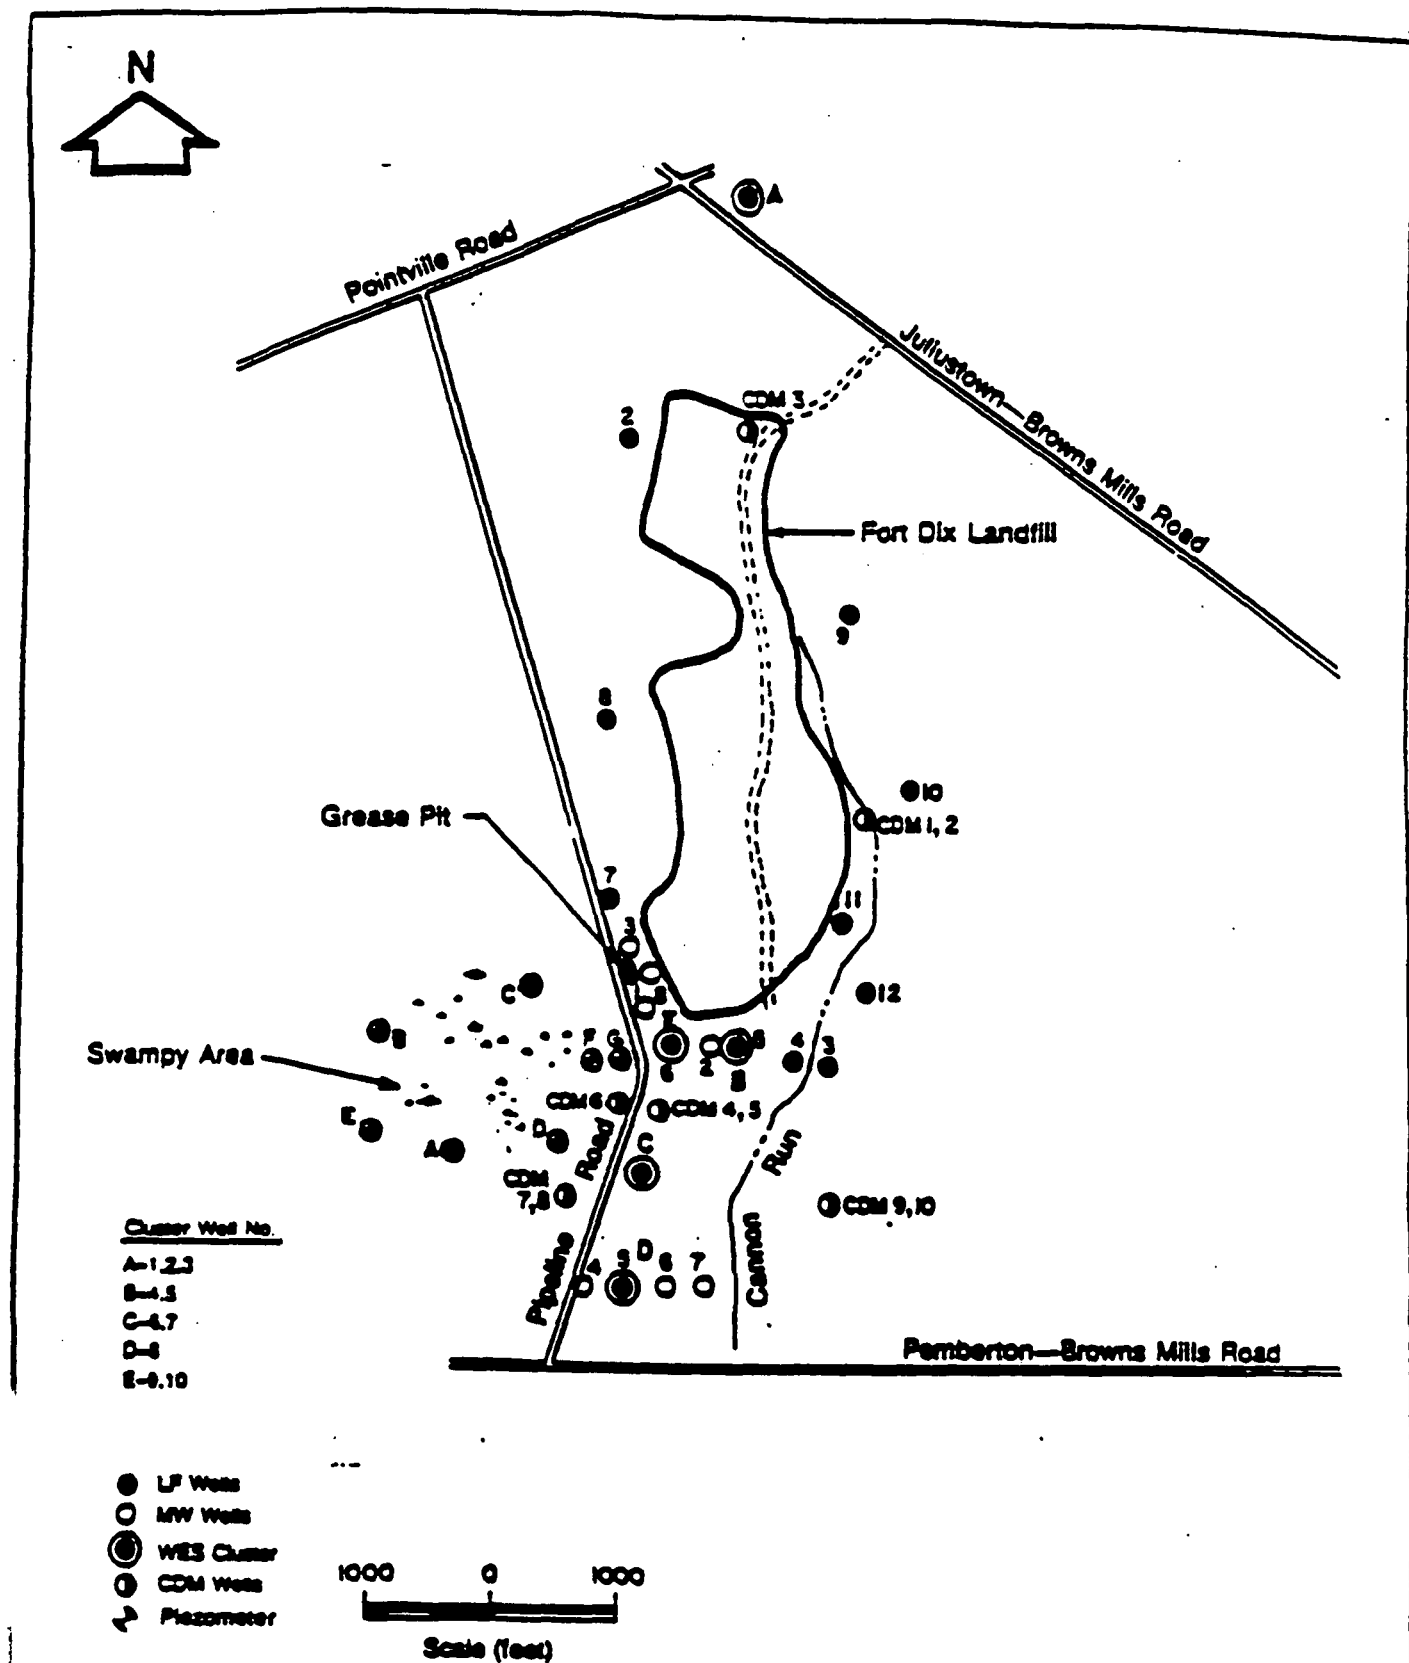 N
A
Pointville Road
Juliustown—Browns Mills Road
CDM 3
2
Fort Dix Landfill
9
8
10
Grease Pit
CDM 1, 2
7
11
3
C
12
B
Swampy Area
F
G
E
5
4
3
6
2
B
CDM 6
CDM 4, 5
E
D
A
C
CDM
7,8
Pipeline Road
Cannon Run
CDM 9,10
Cluster Well No.
A-1,2,3
B-4,5
C-6,7
D-8
E-9,10
D
4
5
6
7
Pemberton—Browns Mills Road
LF Wells
MW Wells
WES Cluster
CDM Wells
Piezometer
1000
0
1000
Scale (feet)